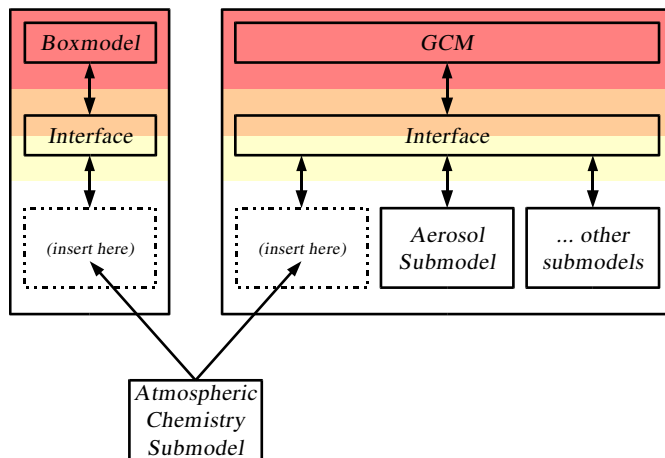 Boxmodel
GCM
Interface
Interface
(insert here)
(insert here)
Aerosol
Submodel
... other
submodels
Atmospheric
Chemistry
Submodel